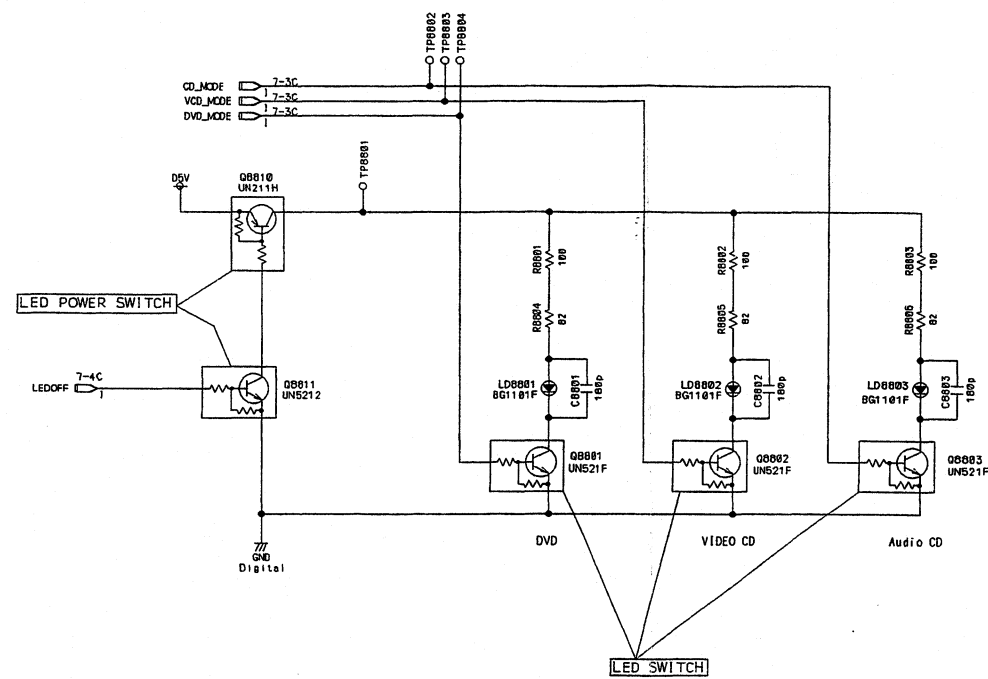 TP8802
TP8803
TP8804
CD_MODE 7-3C
VCD_MODE 7-3C
DVD_MODE 7-3C
1
1
1
TP8801
D5V
Q8810
UN211H
R8801 100
R8802 100
R8803 100
LED POWER SWITCH
R8804 82
R8805 82
R8806 82
LEDOFF 7-4C
1
Q8811
UN5212
LD8801
BG1101F
C8801
180p
LD8802
BG1101F
C8802
180p
LD8803
BG1101F
C8803
180p
Q8801
UN521F
Q8802
UN521F
Q8803
UN521F
GND
Digital
DVD
VIDEO CD
Audio CD
LED SWITCH